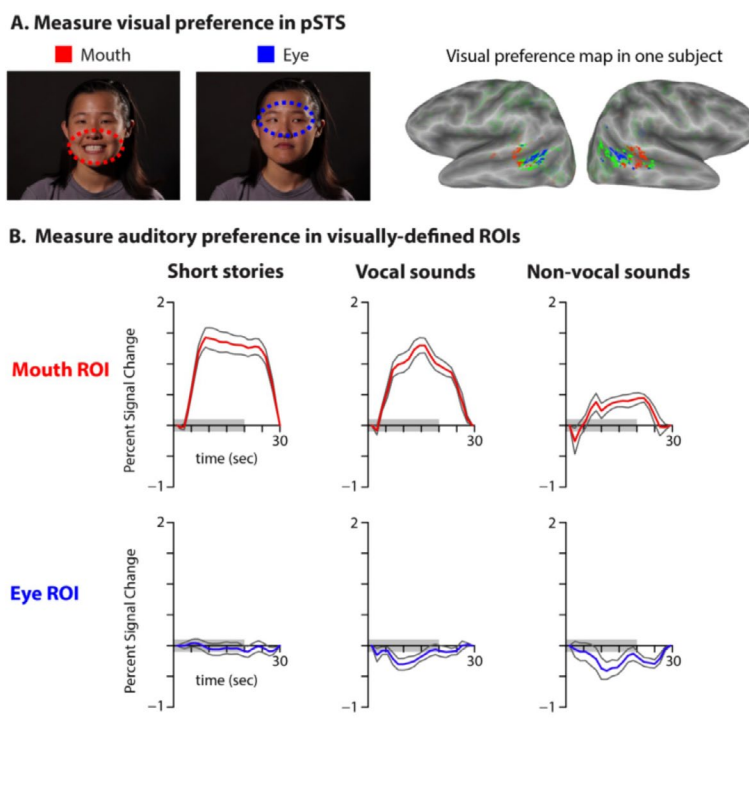 A. Measure visual preference in pSTS
Mouth
Eye
Visual preference map in one subject
B. Measure auditory preference in visually-defined ROIs
Short stories
Vocal sounds
Non-vocal sounds
Mouth ROI
Percent Signal Change
2
−1
30
time (sec)
2
−1
30
2
−1
30
Eye ROI
Percent Signal Change
2
−1
30
time (sec)
2
−1
30
2
−1
30